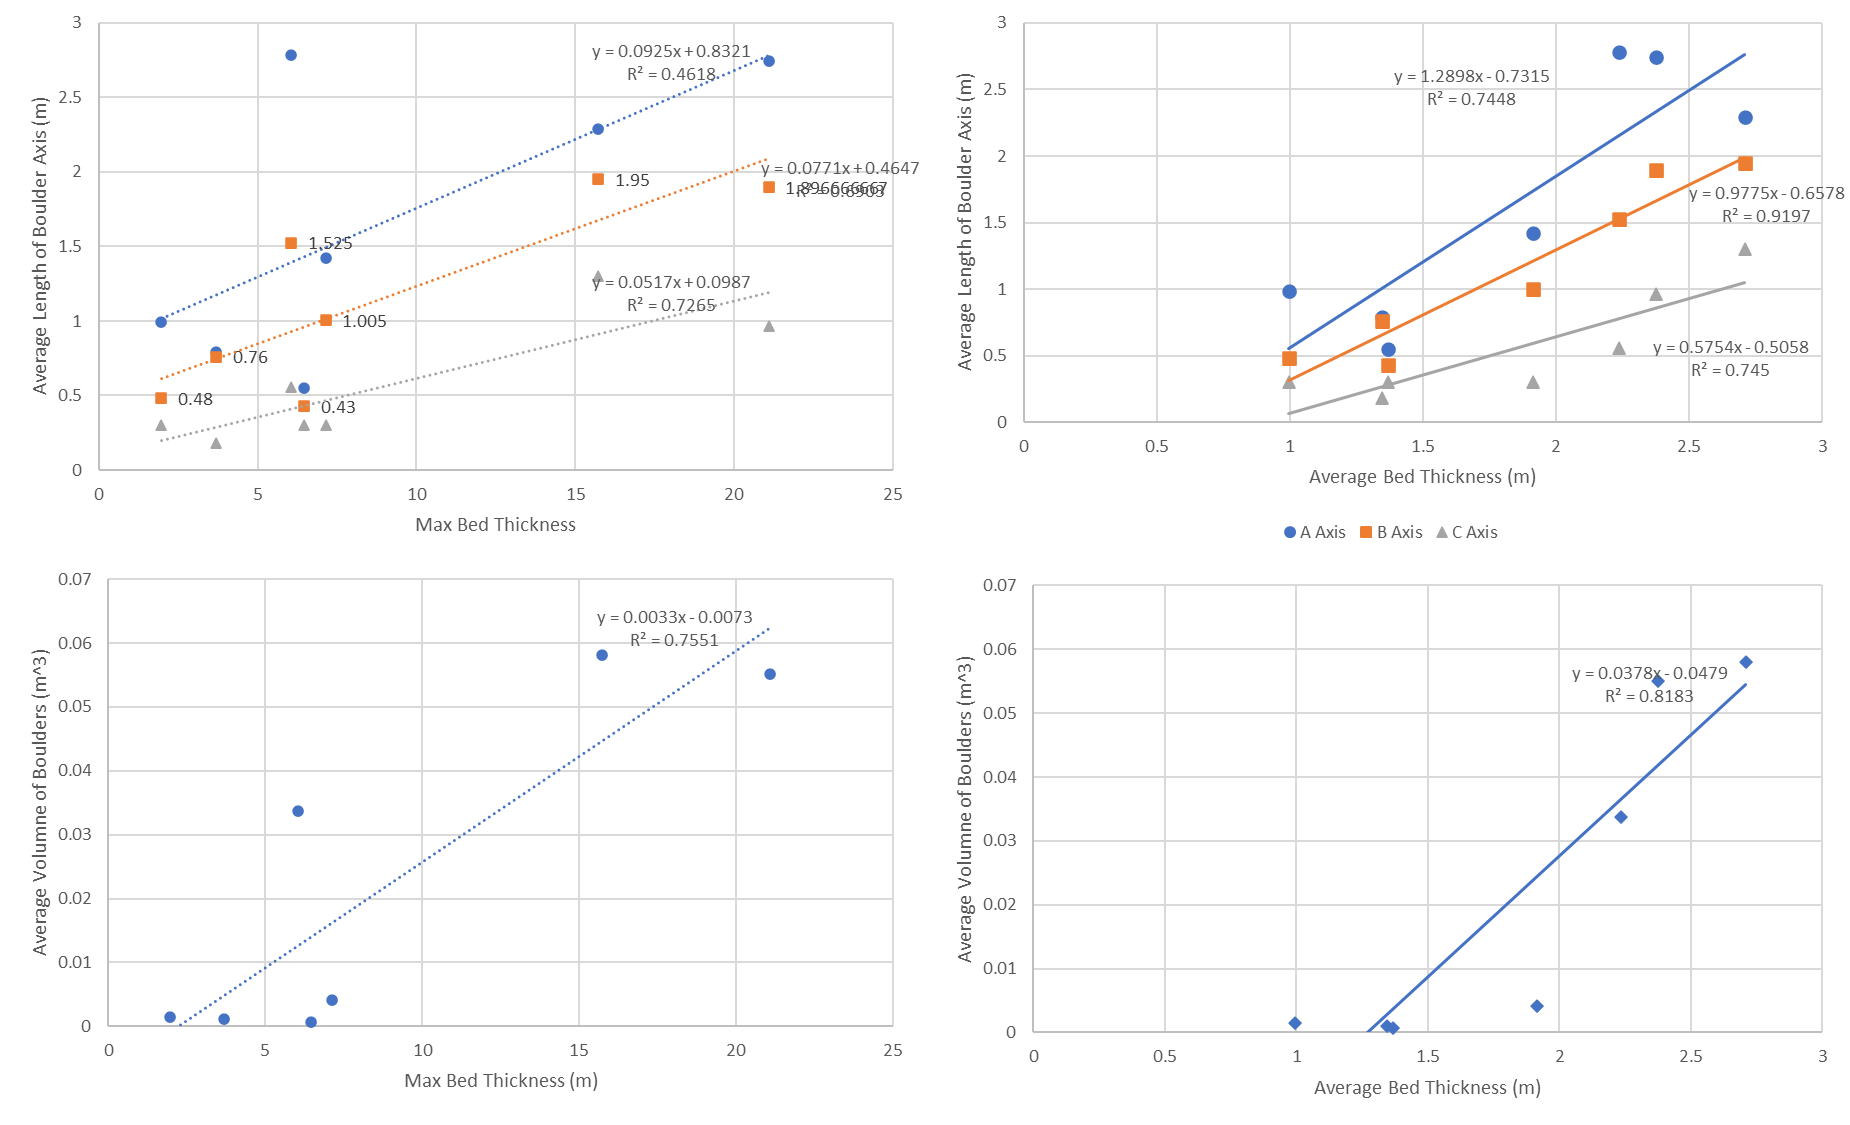 3
2.5
2
1.5
1
0.5
0
0
5
10
15
20
25
Average Length of Boulder Axis (m)
Max Bed Thickness
y = 0.0925x + 0.8321
R² = 0.4618
y = 0.0771x + 0.4647
R² = 0.6903
1.896666667
1.95
1.525
1.005
0.76
0.48
0.43
y = 0.0517x + 0.0987
R² = 0.7265
3
2.5
2
1.5
1
0.5
0
0
0.5
1
1.5
2
2.5
3
Average Length of Boulder Axis (m)
Average Bed Thickness (m)
y = 1.2898x - 0.7315
R² = 0.7448
y = 0.9775x - 0.6578
R² = 0.9197
y = 0.5754x - 0.5058
R² = 0.745
A Axis
B Axis
C Axis
0.07
0.06
0.05
0.04
0.03
0.02
0.01
0
0
5
10
15
20
25
Average Volumne of Boulders (m^3)
Max Bed Thickness (m)
y = 0.0033x - 0.0073
R² = 0.7551
0.07
0.06
0.05
0.04
0.03
0.02
0.01
0
0
0.5
1
1.5
2
2.5
3
Average Volumne of Boulders (m^3)
Average Bed Thickness (m)
y = 0.0378x - 0.0479
R² = 0.8183